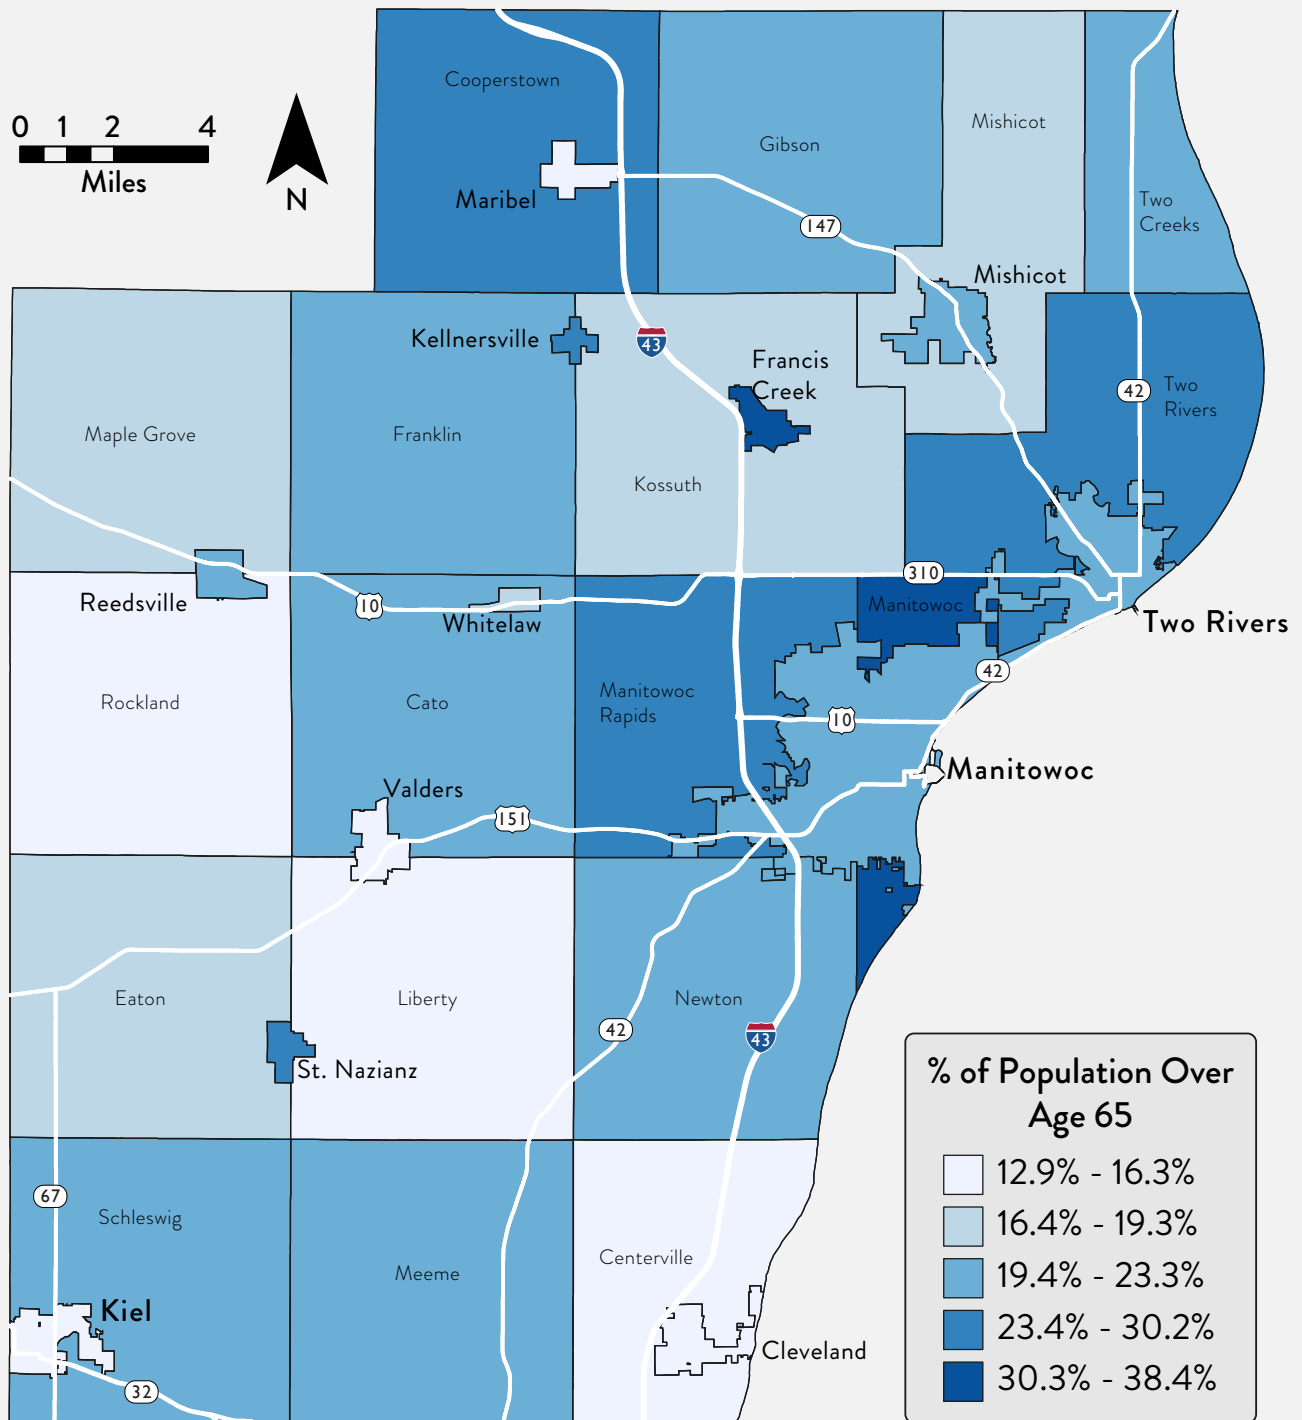 Cooperstown
Mishicot
0 1 2 4
Miles
N
Gibson
Maribel
147
Two
Creeks
Mishicot
Kellnersville
43
Francis
Creek
42
Two
Rivers
Maple Grove
Franklin
Kossuth
310
Reedsville
10
Whitelaw
Manitowoc
Two Rivers
42
Rockland
Cato
Manitowoc
Rapids
10
Manitowoc
Valders
151
Eaton
Liberty
Newton
42
43
St. Nazianz
% of Population Over
Age 65
12.9% - 16.3%
16.4% - 19.3%
19.4% - 23.3%
23.4% - 30.2%
30.3% - 38.4%
67
Schleswig
Meeme
Centerville
Kiel
Cleveland
32